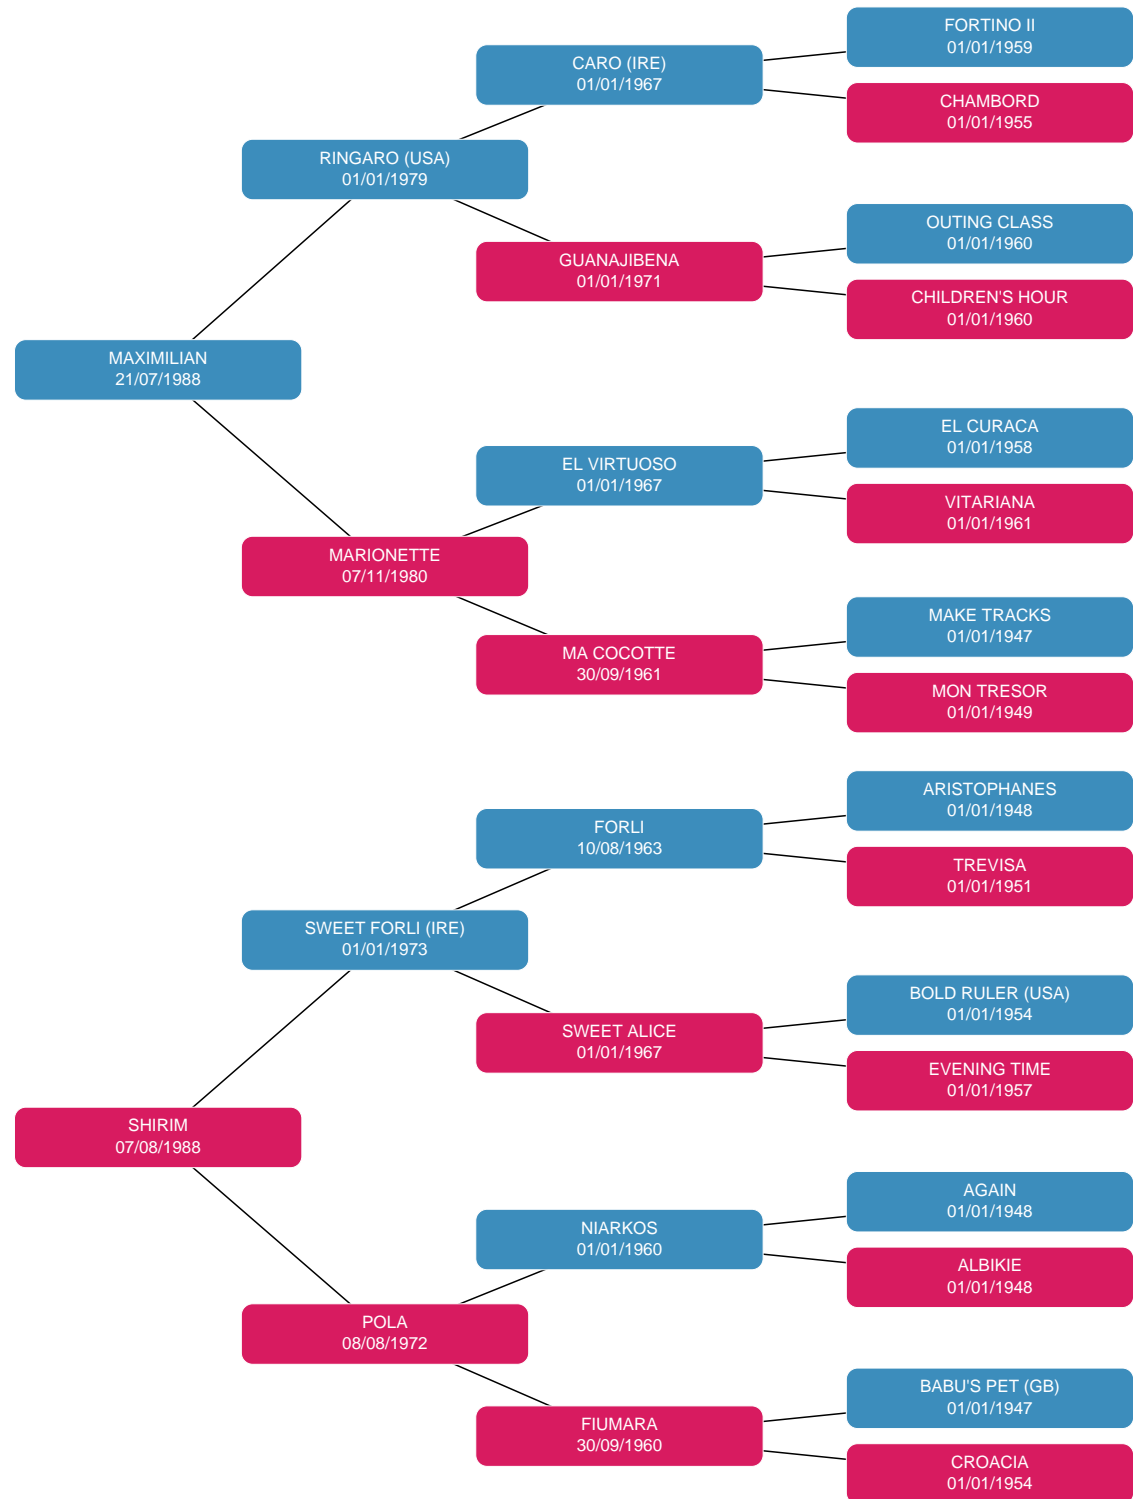 FORTINO II
01/01/1959
CARO (IRE)
01/01/1967
CHAMBORD
01/01/1955
RINGARO (USA)
01/01/1979
OUTING CLASS
01/01/1960
GUANAJIBENA
01/01/1971
CHILDREN'S HOUR
01/01/1960
MAXIMILIAN
21/07/1988
EL CURACA
01/01/1958
EL VIRTUOSO
01/01/1967
VITARIANA
01/01/1961
MARIONETTE
07/11/1980
MAKE TRACKS
01/01/1947
MA COCOTTE
30/09/1961
MON TRESOR
01/01/1949
ARISTOPHANES
01/01/1948
FORLI
10/08/1963
TREVISA
01/01/1951
SWEET FORLI (IRE)
01/01/1973
BOLD RULER (USA)
01/01/1954
SWEET ALICE
01/01/1967
EVENING TIME
01/01/1957
SHIRIM
07/08/1988
AGAIN
01/01/1948
NIARKOS
01/01/1960
ALBIKIE
01/01/1948
POLA
08/08/1972
BABU'S PET (GB)
01/01/1947
FIUMARA
30/09/1960
CROACIA
01/01/1954